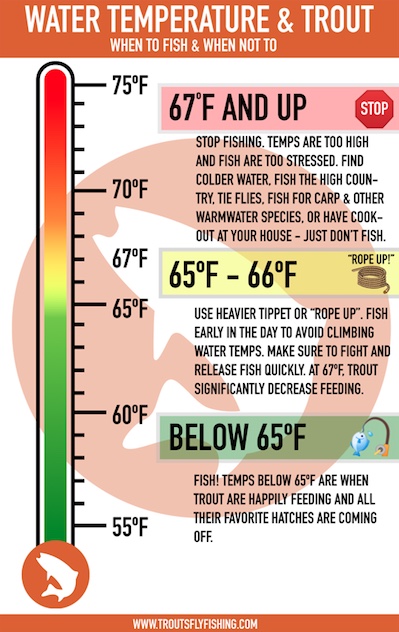 WATER TEMPERATURE & TROUT
WHEN TO FISH & WHEN NOT TO
75°F
70°F
67°F
65°F
60°F
55°F
67°F AND UP
STOP
STOP FISHING. TEMPS ARE TOO HIGH
AND FISH ARE TOO STRESSED. FIND
COLDER WATER, FISH THE HIGH COUN-
TRY, TIE FLIES, FISH FOR CARP & OTHER
WARMWATER SPECIES, OR HAVE COOK-
OUT AT YOUR HOUSE - JUST DON'T FISH.
65°F - 66°F
"ROPE UP!"
USE HEAVIER TIPPET OR "ROPE UP". FISH
EARLY IN THE DAY TO AVOID CLIMBING
WATER TEMPS. MAKE SURE TO FIGHT AND
RELEASE FISH QUICKLY. AT 67°F, TROUT
SIGNIFICANTLY DECREASE FEEDING.
BELOW 65°F
FISH! TEMPS BELOW 65°F ARE WHEN
TROUT ARE HAPPILY FEEDING AND ALL
THEIR FAVORITE HATCHES ARE COMING
OFF.
WWW.TROUTSFLYFISHING.COM